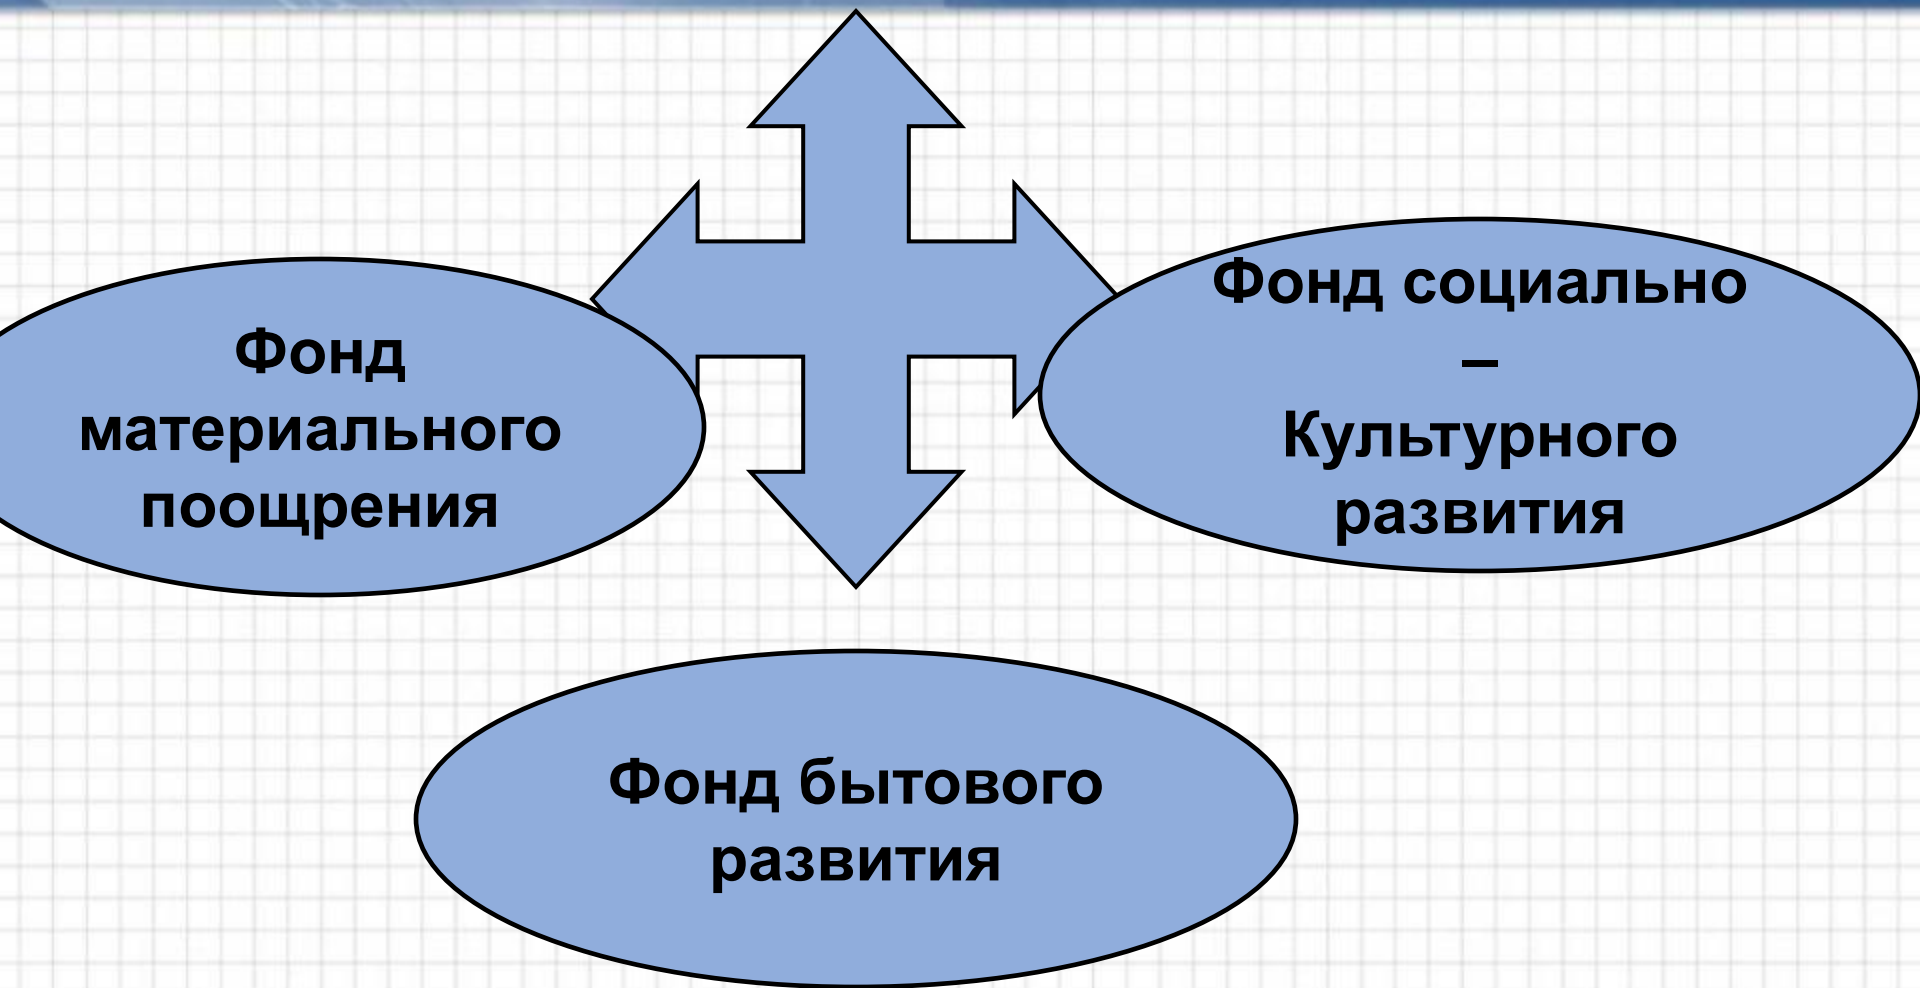 Фонд
материального
поощрения
Фонд социально
–
Культурного
развития
Фонд бытового
развития